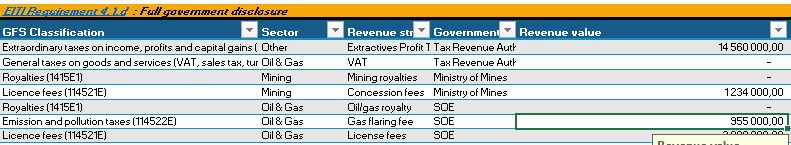 EITI Requirement 4.1.d : Full government disclosure
GFS Classification Sector Revenue str Government Revenue value
Extraordinary taxes on income, profits and capital gains ( Other Extractives Profit T Tax Revenue Auth 14 560 000,00
General taxes on goods and services (VAT, sales tax, tur Oil & Gas VAT Tax Revenue Auth -
Royalties (1415E1) Mining Mining royalties Ministry of Mines -
Licence fees (114521E) Mining Concession fees Ministry of Mines 1 234 000,00
Royalties (1415E1) Oil & Gas Oil/gas royalty SOE -
Emission and pollution taxes (114522E) Oil & Gas Gas flaring fee SOE 955 000,00
Licence fees (114521E) Oil & Gas License fees SOE